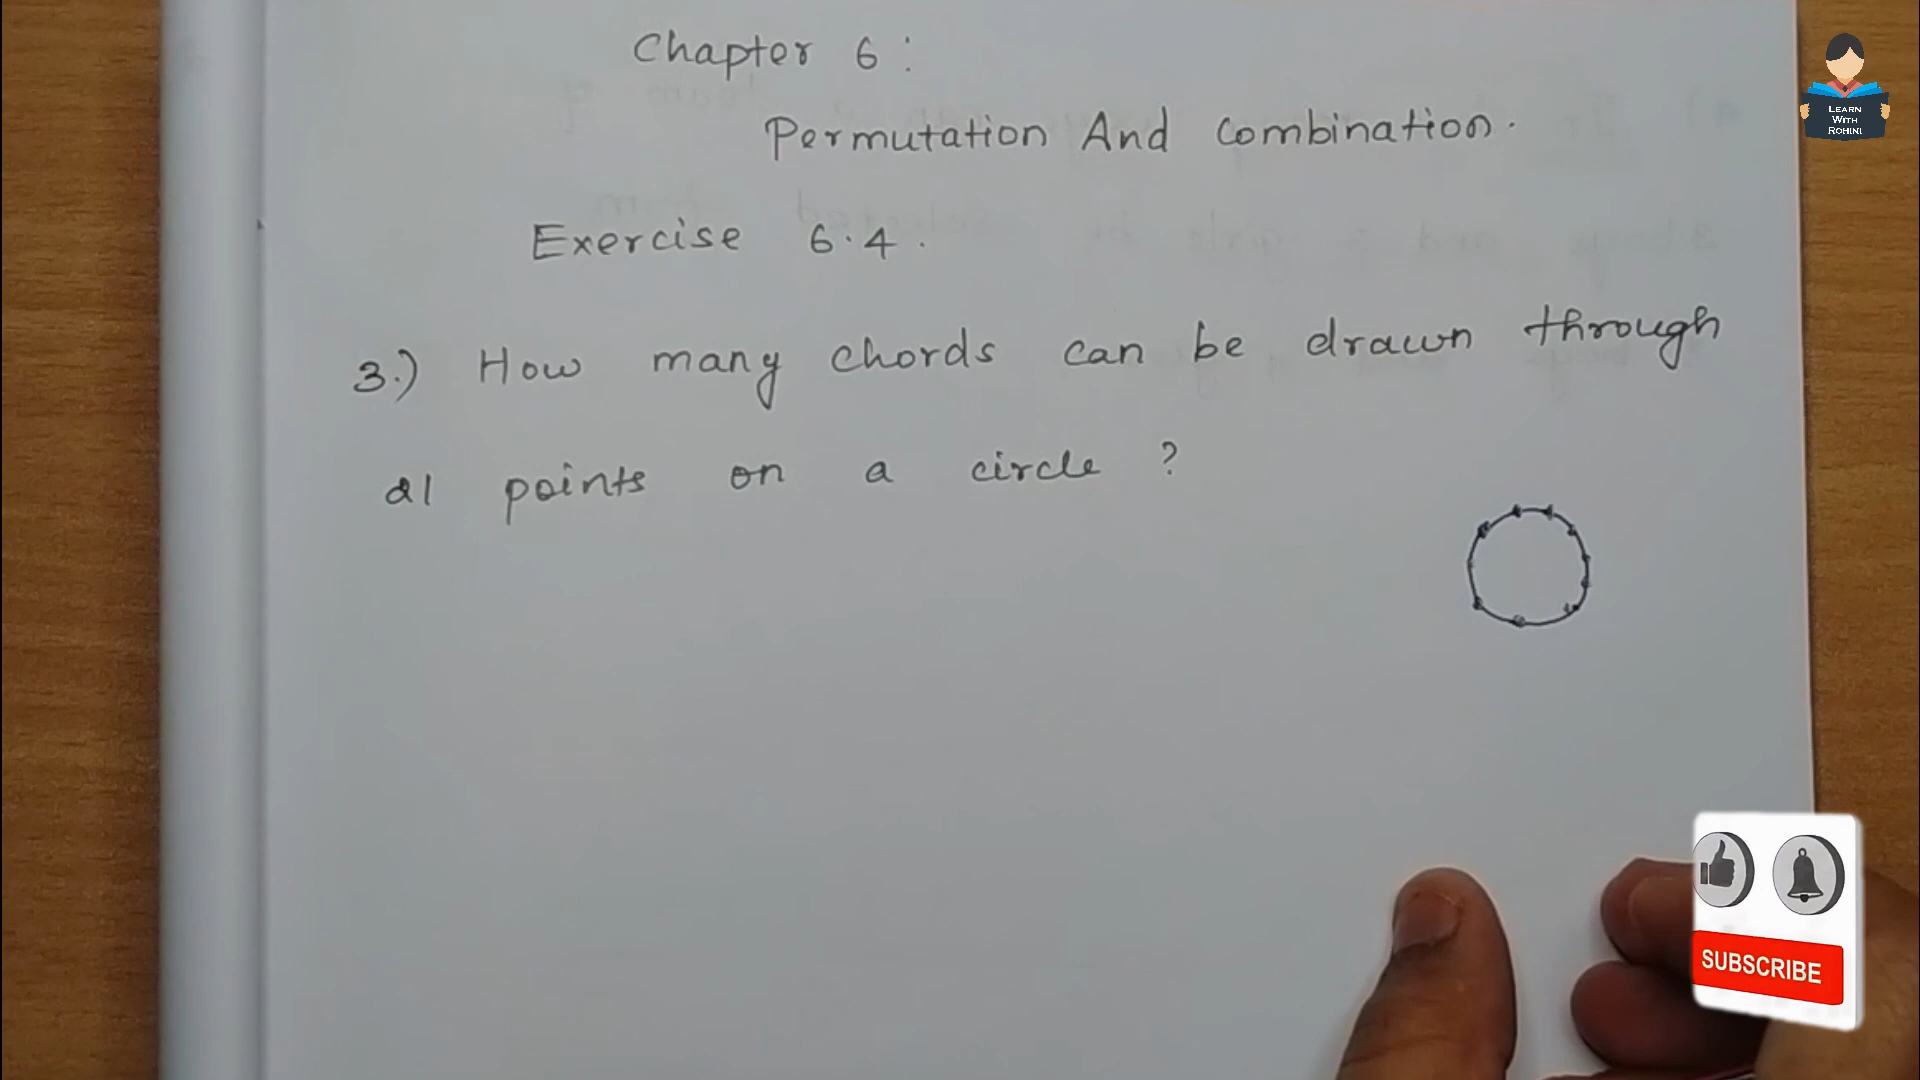 Chapter 6 :
Permutation And Combination.
Exercise 6.4.
3.) How many chords can be drawn through
21 points on a circle ?
LEARN
WITH
ROHINI
SUBSCRIBE